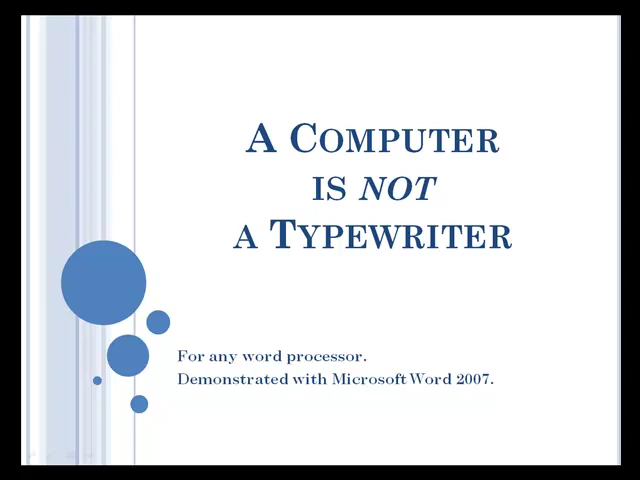 A COMPUTER
IS NOT
A TYPEWRITER
For any word processor.
Demonstrated with Microsoft Word 2007.